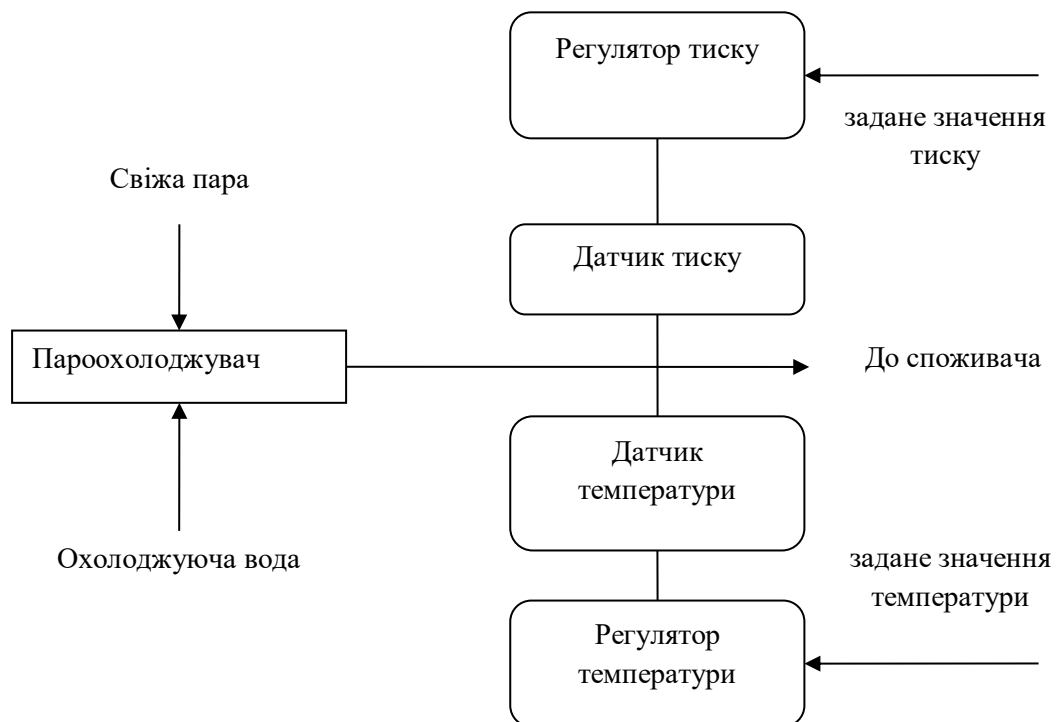 Регулятор тиску
задане значення
тиску
Свіжа пара
Датчик тиску
Пароохолоджувач
До споживача
Датчик
температури
Охолоджуюча вода
задане значення
температури
Регулятор
температури